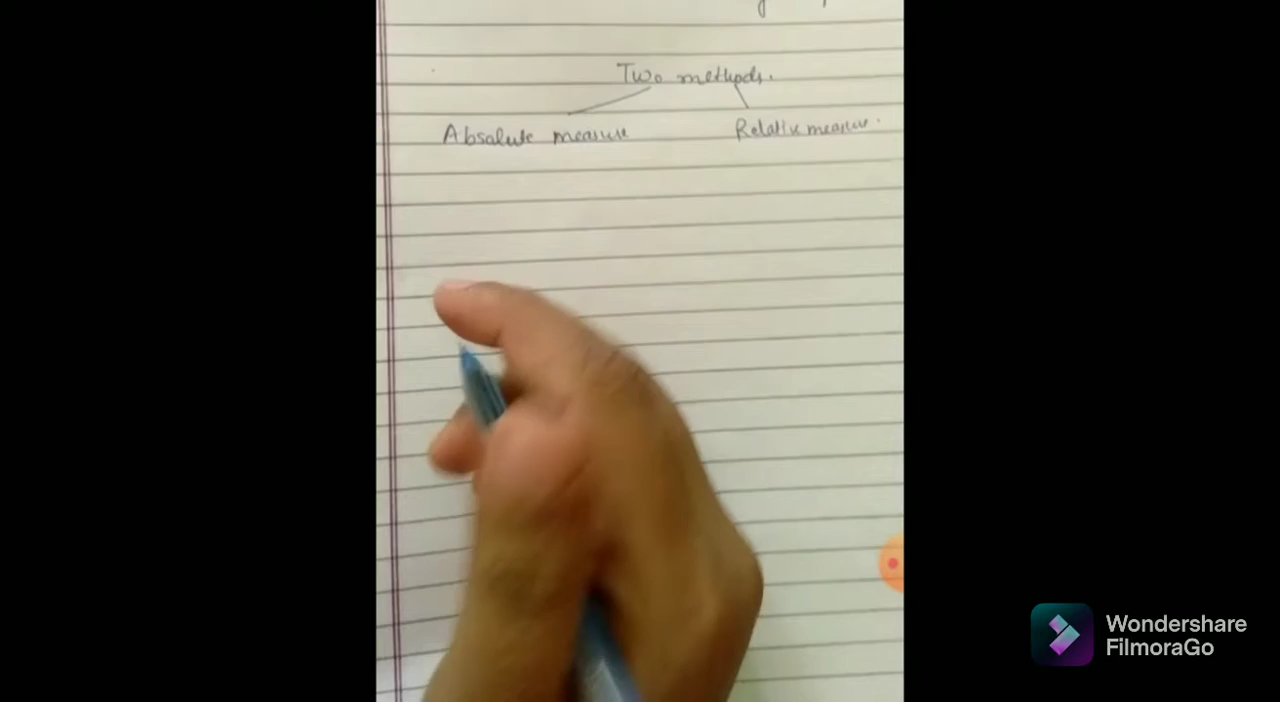 Two methods.
Absolute measure
Relative measure.
Wondershare
FilmoraGo